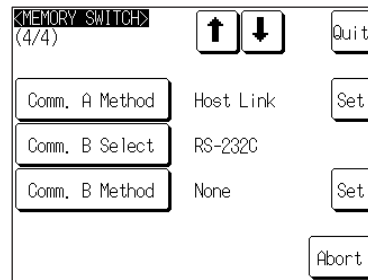 <MEMORY SWITCH>
(4/4)
Quit
Comm. A Method Host Link Set
Comm. B Select RS-232C
Comm. B Method None Set
Abort